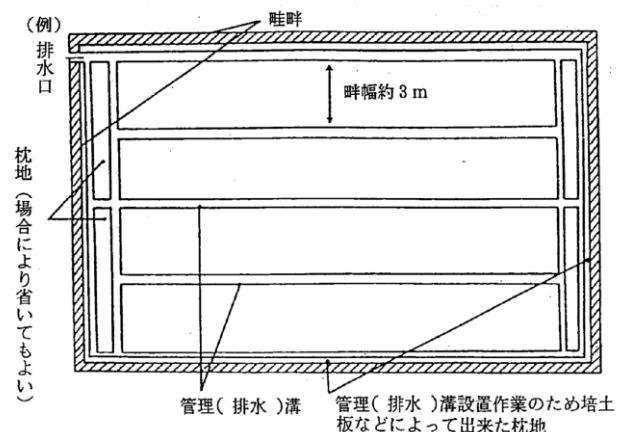 (例)
排水口
畦畔
畔幅約3m
枕地(場合により省いてもよい)
管理(排水)溝
管理(排水)溝設置作業のため培土
板などによって出来た枕地